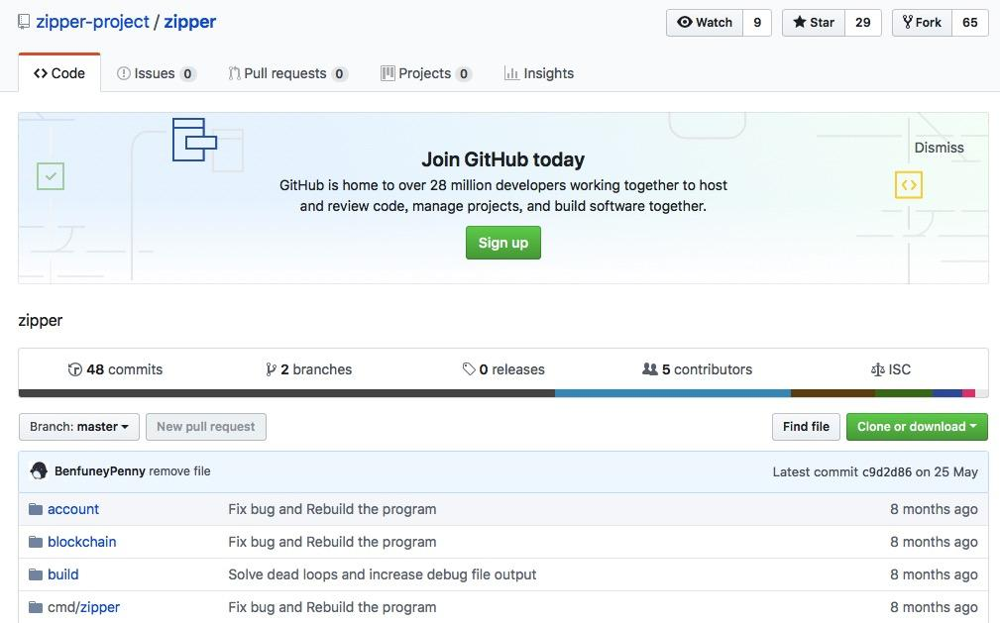 zipper-project / zipper
Watch 9 Star 29 Fork 65
Code Issues 0 Pull requests 0 Projects 0 Insights
Dismiss
Join GitHub today
GitHub is home to over 28 million developers working together to host
and review code, manage projects, and build software together.
Sign up
zipper
48 commits 2 branches 0 releases 5 contributors ISC
Branch: master New pull request Find file Clone or download
BenfuneyPenny remove file Latest commit c9d2d86 on 25 May
account Fix bug and Rebuild the program 8 months ago
blockchain Fix bug and Rebuild the program 8 months ago
build Solve dead loops and increase debug file output 8 months ago
cmd/zipper Fix bug and Rebuild the program 8 months ago